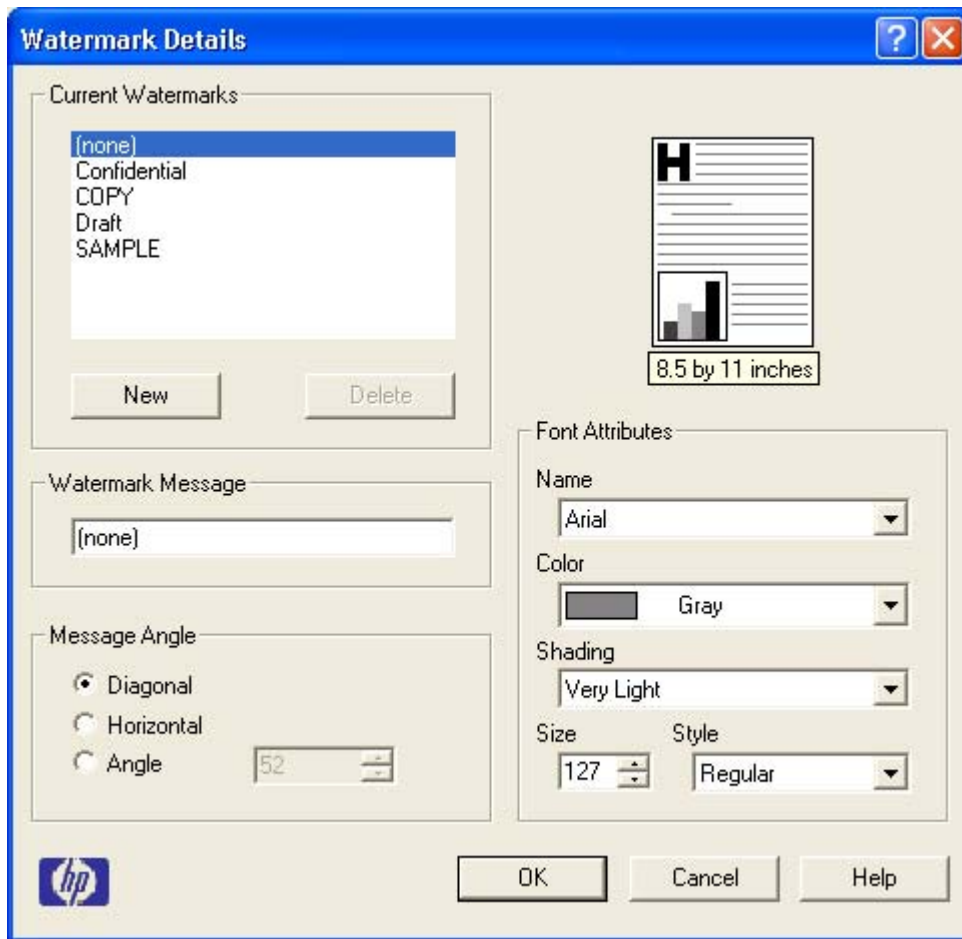 Watermark Details
Current Watermarks
(none)
Confidential
COPY
Draft
SAMPLE
New Delete
Watermark Message
(none)
Message Angle
Diagonal
Horizontal
Angle 52
H
8.5 by 11 inches
Font Attributes
Name
Arial
Color
Gray
Shading
Very Light
Size Style
127 Regular
hp
OK Cancel Help